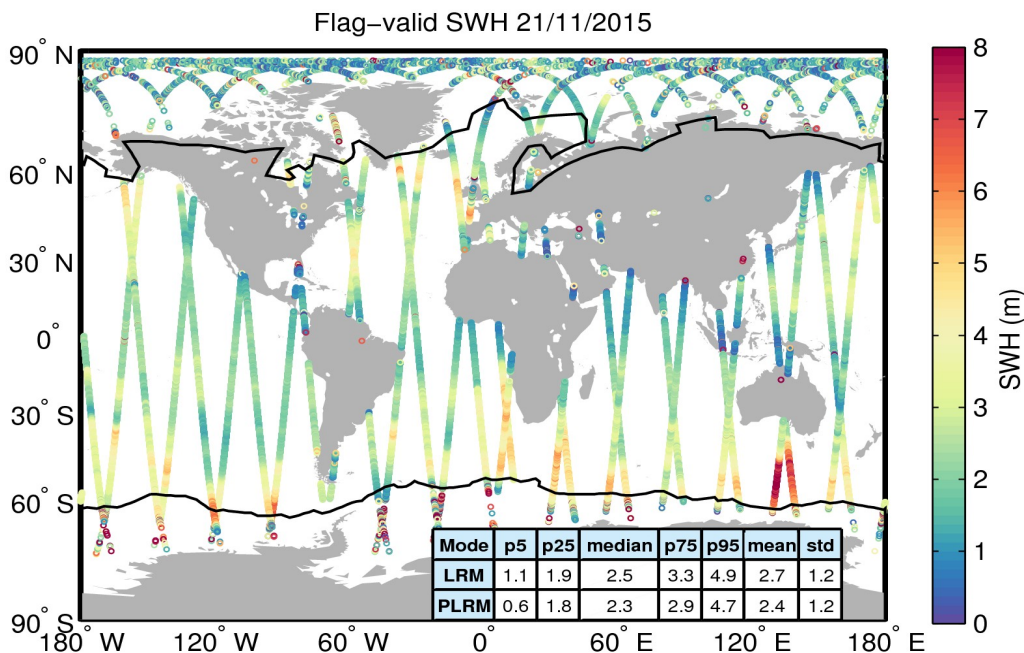 Flag−valid SWH 21/11/2015
90° N
60° N
30° N
0°
30° S
60° S
90° S
180° W
120° W
60° W
0°
60° E
120° E
180° E
8
7
6
5
4
3
2
1
0
SWH (m)
Mode p5 p25 median p75 p95 mean std
LRM 1.1 1.9 2.5 3.3 4.9 2.7 1.2
PLRM 0.6 1.8 2.3 2.9 4.7 2.4 1.2